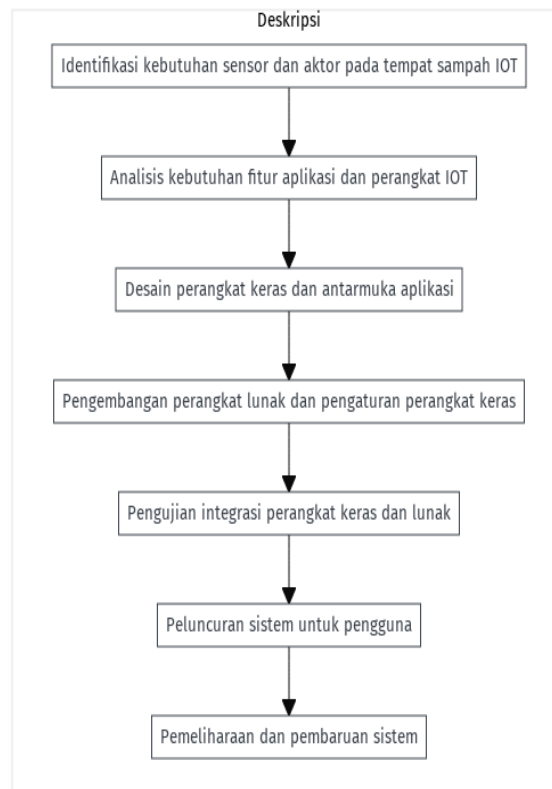 Deskripsi
Identifikasi kebutuhan sensor dan aktor pada tempat sampah IOT
Analisis kebutuhan fitur aplikasi dan perangkat IOT
Desain perangkat keras dan antarmuka aplikasi
Pengembangan perangkat lunak dan pengaturan perangkat keras
Pengujian integrasi perangkat keras dan lunak
Peluncuran sistem untuk pengguna
Pemeliharaan dan pembaruan sistem